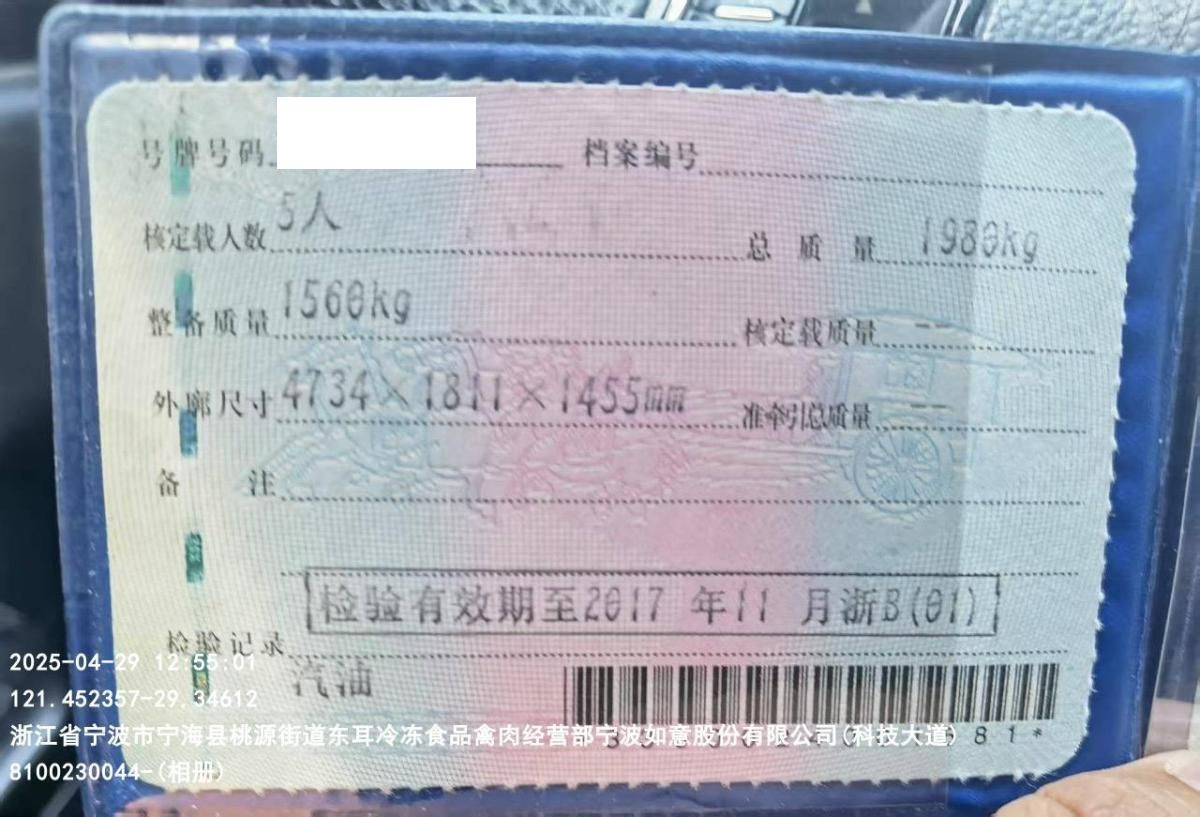 号牌号码
档案编号
核定载人数 5人
总质量 1980kg
整备质量 1560kg
核定载质量 --
外廓尺寸 4734×1811×1455mm
准牵引总质量 --
备注
检验有效期至2017年11月浙B(01)
检验记录
汽油
2025-04-29 12:55:01
121.452357-29.34612
浙江省宁波市宁海县桃源街道东耳冷冻食品禽肉经营部宁波如意股份有限公司(科技大道)
81*
8100230044-(相册)